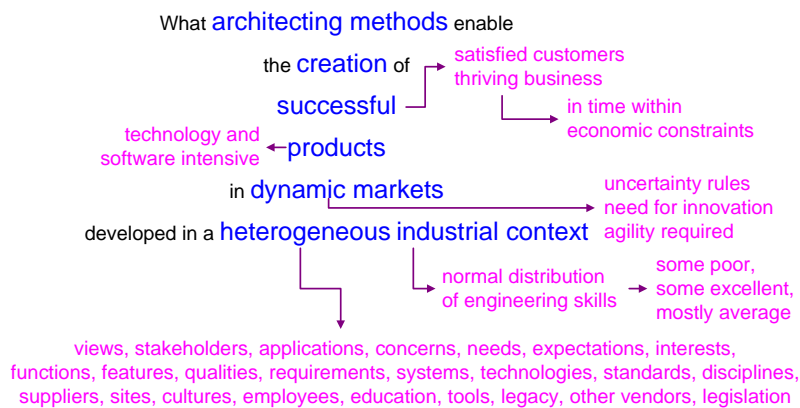 What architecting methods enable
the creation of
satisfied customers
thriving business
successful
in time within
economic constraints
technology and
software intensive
products
in dynamic markets
uncertainty rules
need for innovation
agility required
developed in a heterogeneous industrial context
normal distribution
of engineering skills
some poor,
some excellent,
mostly average
views, stakeholders, applications, concerns, needs, expectations, interests,
functions, features, qualities, requirements, systems, technologies, standards, disciplines,
suppliers, sites, cultures, employees, education, tools, legacy, other vendors, legislation